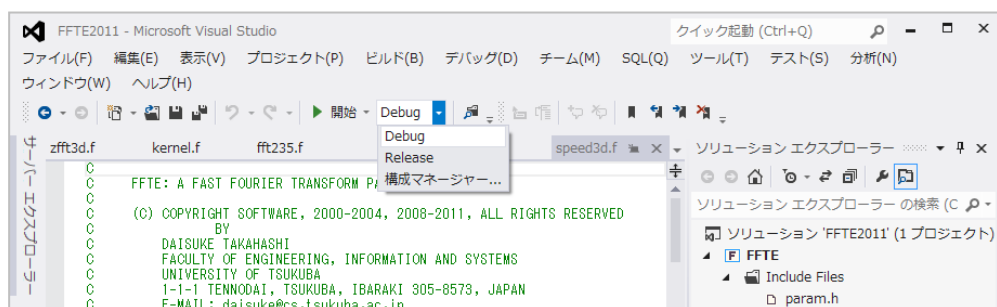 FFTE2011 - Microsoft Visual Studio
クイック起動 (Ctrl+Q)
ファイル(F) 編集(E) 表示(V) プロジェクト(P) ビルド(B) デバッグ(D) チーム(M) SQL(Q) ツール(T) テスト(S) 分析(N)
ウィンドウ(W) ヘルプ(H)
開始 Debug
Debug
Release
構成マネージャー...
サーバー エクスプローラー
zfft3d.f kernel.f fft235.f speed3d.f
C
C FFTE: A FAST FOURIER TRANSFORM
C
C (C) COPYRIGHT SOFTWARE, 2000-2004, 2008-2011, ALL RIGHTS RESERVED
C BY
C DAISUKE TAKAHASHI
C FACULTY OF ENGINEERING, INFORMATION AND SYSTEMS
C UNIVERSITY OF TSUKUBA
C 1-1-1 TENNODAI, TSUKUBA, IBARAKI 305-8573, JAPAN
C E-MAIL: daisuke@cs.tsukuba.ac.jp
ソリューション エクスプローラー
ソリューション エクスプローラー の検索 (C
ソリューション 'FFTE2011' (1 プロジェクト)
F FFTE
Include Files
param.h